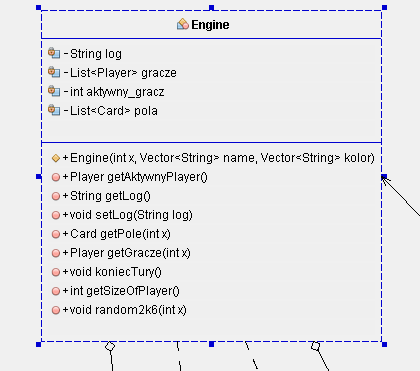 Engine
- String log
- List<Player> gracze
- int aktywny_gracz
- List<Card> pola
+ Engine(int x, Vector<String> name, Vector<String> kolor)
+ Player getAktywnyPlayer()
+ String getLog()
+ void setLog(String log)
+ Card getPole(int x)
+ Player getGracze(int x)
+ void koniecTury()
+ int getSizeOfPlayer()
+ void random2k6(int x)